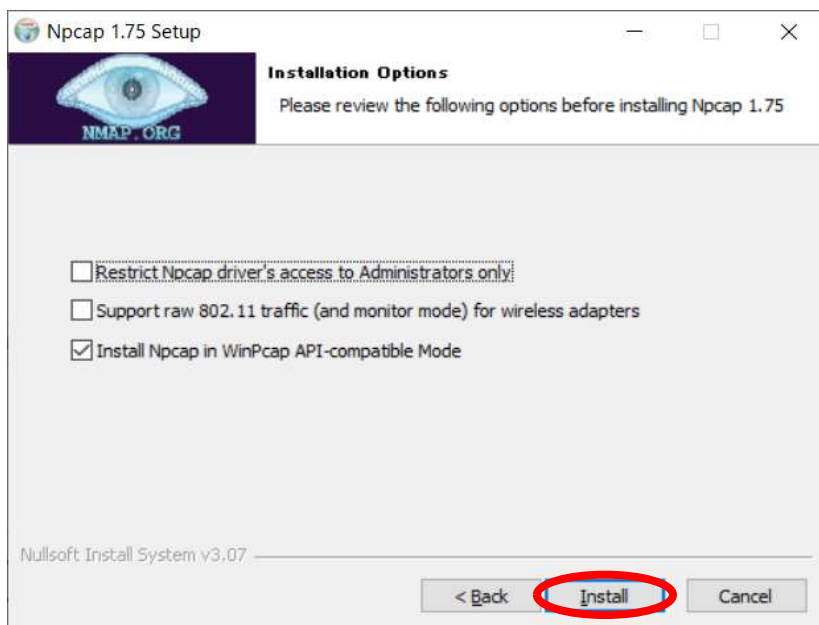 Npcap 1.75 Setup
Installation Options
Please review the following options before installing Npcap 1.75
NMAP.ORG
Restrict Npcap driver's access to Administrators only
Support raw 802.11 traffic (and monitor mode) for wireless adapters
Install Npcap in WinPcap API-compatible Mode
Nullsoft Install System v3.07
< Back Install Cancel